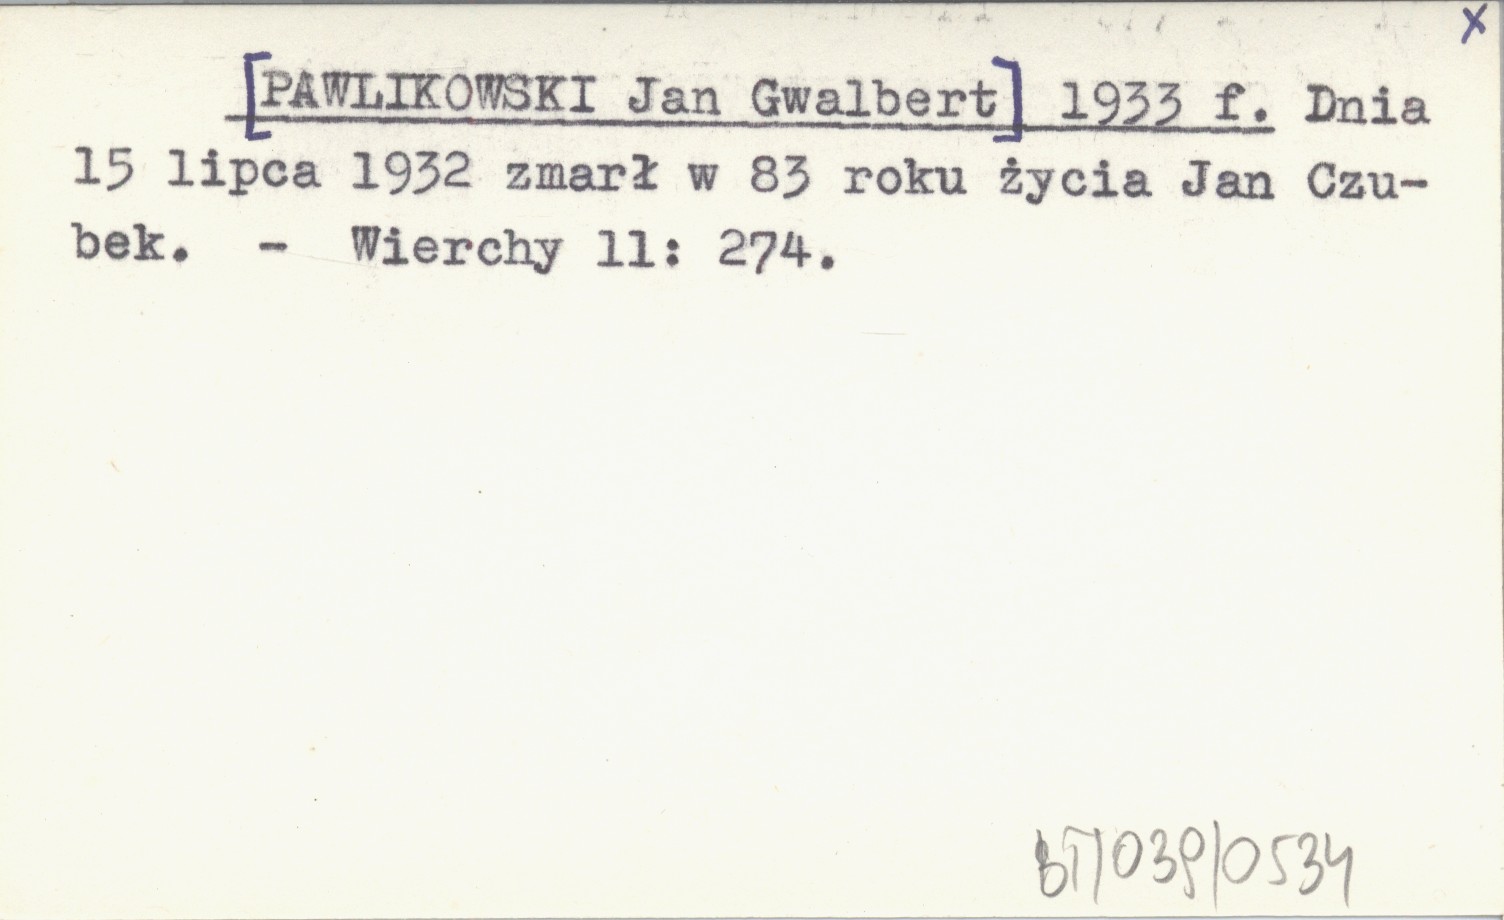 x
[PAWLIKOWSKI Jan Gwalbert] 1933 f. Dnia
15 lipca 1932 zmarł w 83 roku życia Jan Czu-
bek. - Wierchy 11: 274.
BT/039/0534